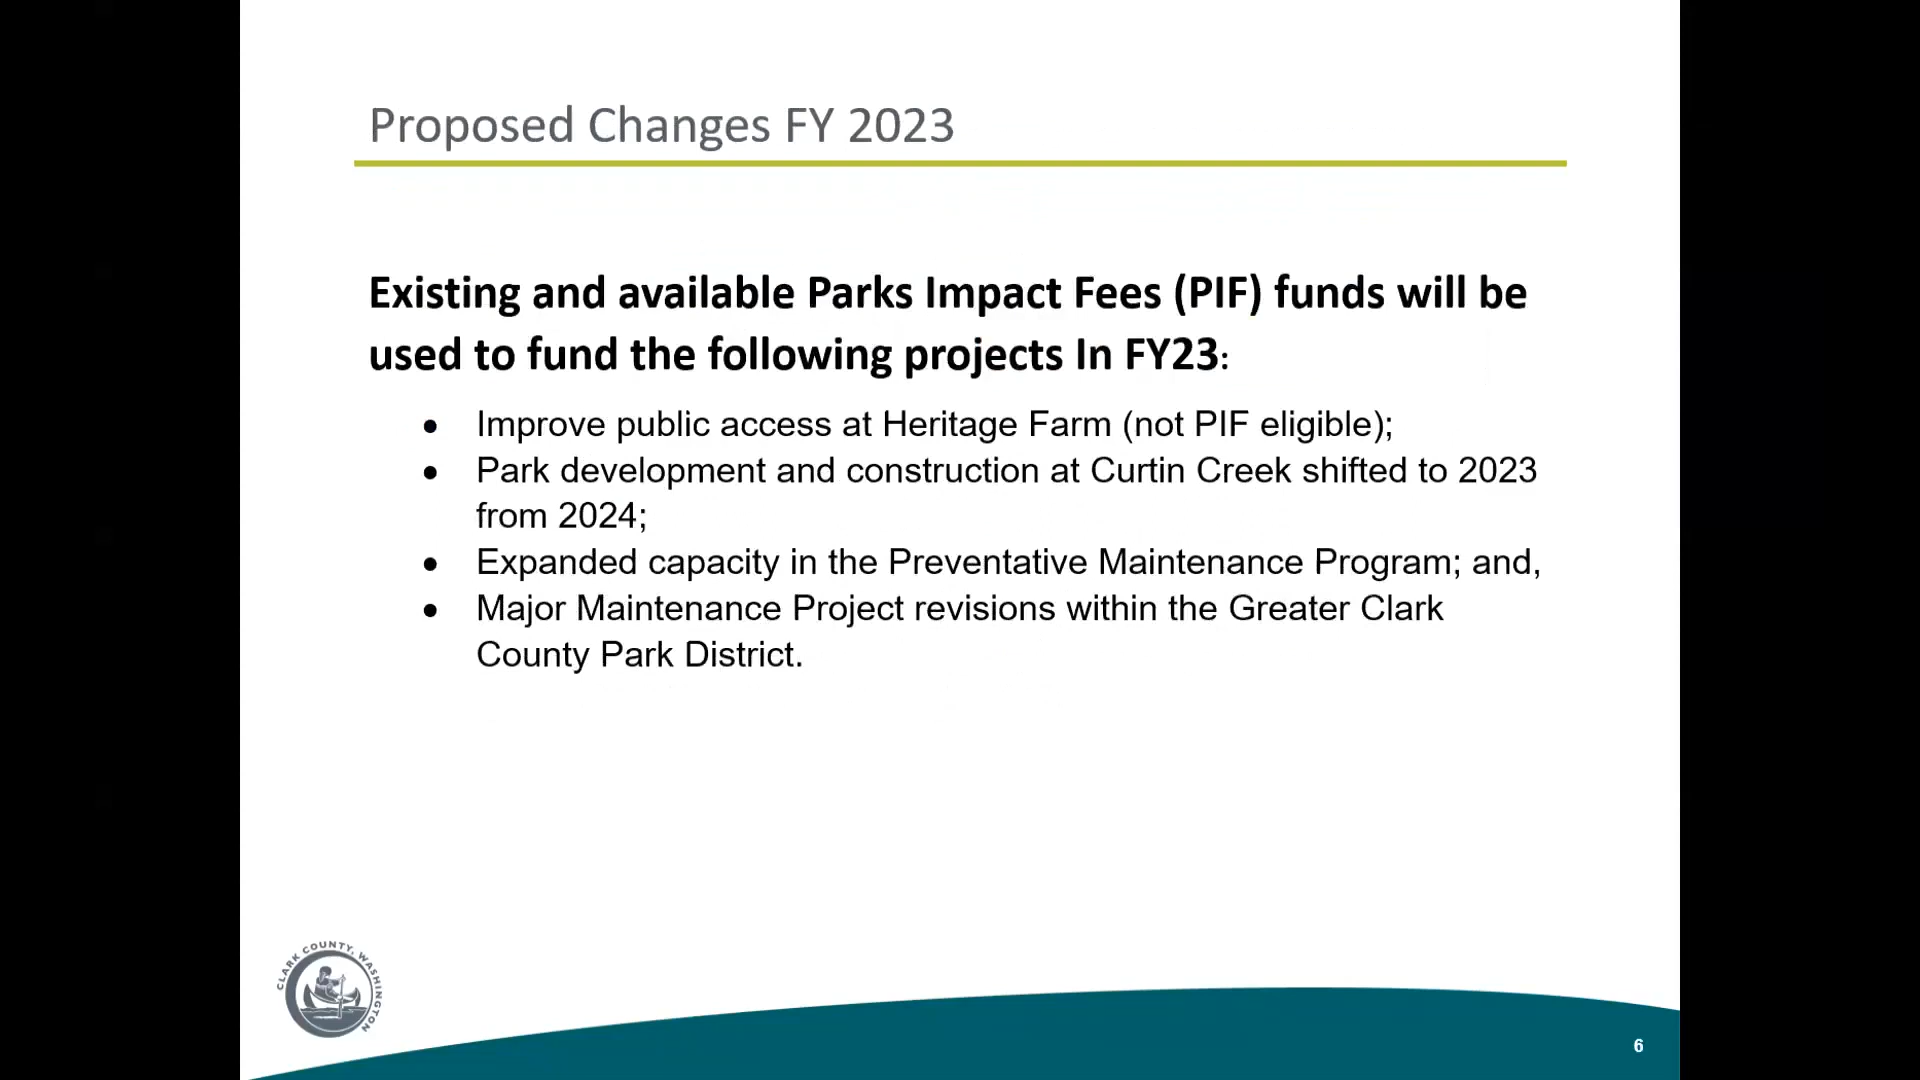 Proposed Changes FY 2023
Existing and available Parks Impact Fees (PIF) funds will be
used to fund the following projects In FY23:
• Improve public access at Heritage Farm (not PIF eligible);
• Park development and construction at Curtin Creek shifted to 2023
from 2024;
• Expanded capacity in the Preventative Maintenance Program; and,
• Major Maintenance Project revisions within the Greater Clark
County Park District.
CLARK COUNTY, WASHINGTON
6